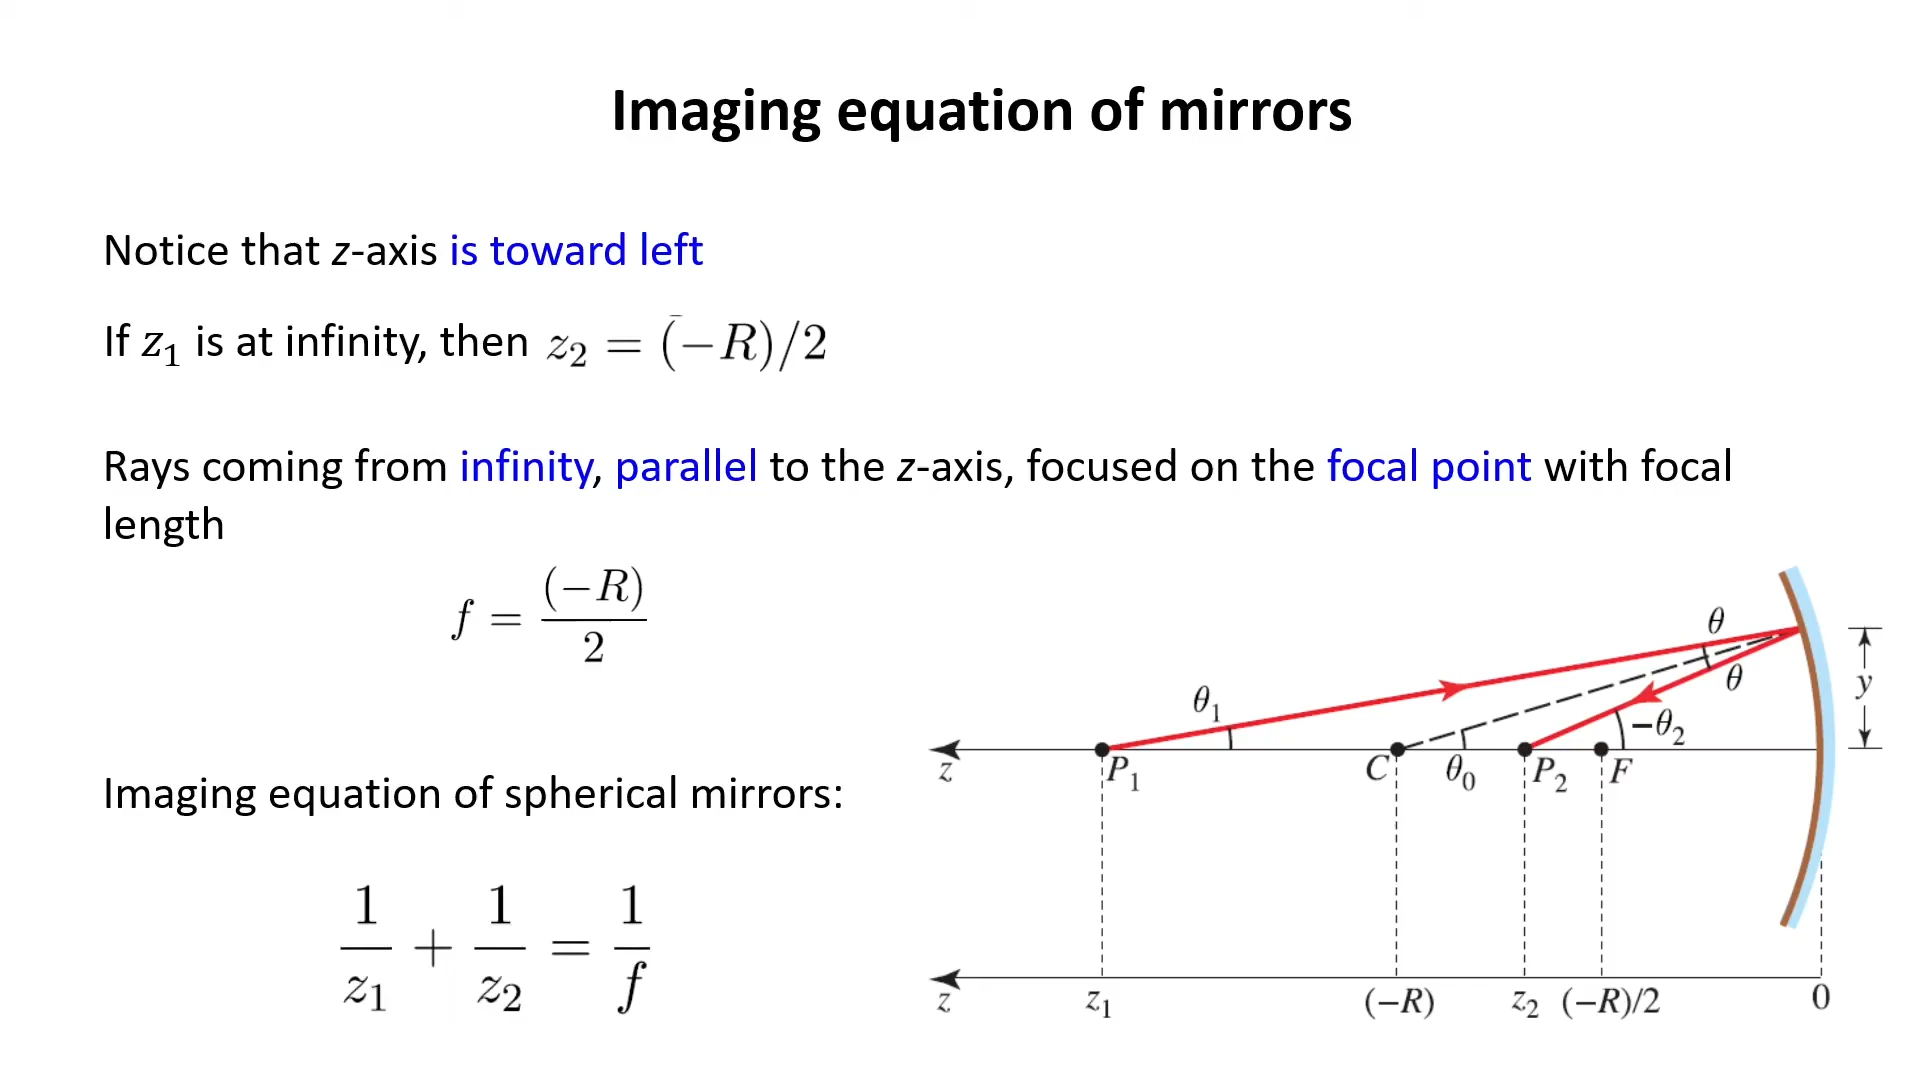 Imaging equation of mirrors
Notice that z-axis is toward left
If z₁ is at infinity, then z₂ = (−R)/2
Rays coming from infinity, parallel to the z-axis, focused on the focal point with focal
length
f = (−R)/2
Imaging equation of spherical mirrors:
1/z₁ + 1/z₂ = 1/f
θ
θ
y
θ₁
−θ₂
z
P₁
C
θ₀
P₂
F
z
z₁
(−R)
z₂
(−R)/2
0